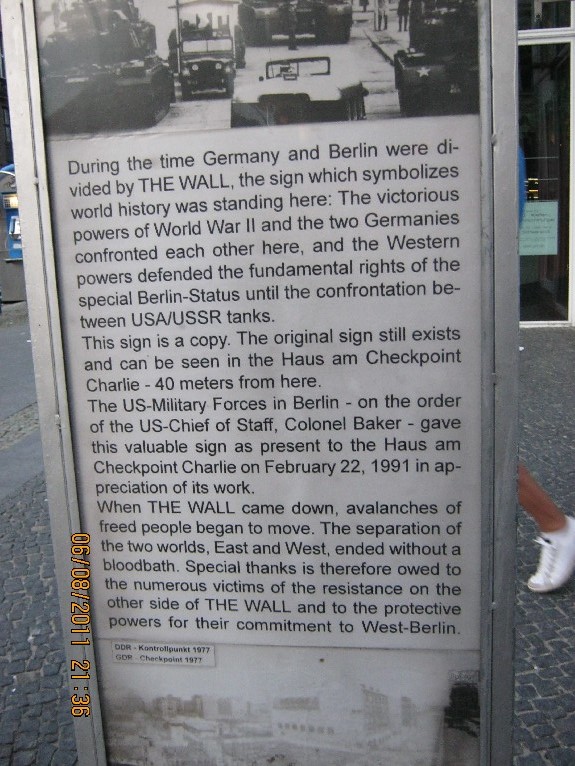 During the time Germany and Berlin were di-
vided by THE WALL, the sign which symbolizes
world history was standing here: The victorious
powers of World War II and the two Germanies
confronted each other here, and the Western
powers defended the fundamental rights of the
special Berlin-Status until the confrontation be-
tween USA/USSR tanks.
This sign is a copy. The original sign still exists
and can be seen in the Haus am Checkpoint
Charlie - 40 meters from here.
The US-Military Forces in Berlin - on the order
of the US-Chief of Staff, Colonel Baker - gave
this valuable sign as present to the Haus am
Checkpoint Charlie on February 22, 1991 in ap-
preciation of its work.
When THE WALL came down, avalanches of
freed people began to move. The separation of
the two worlds, East and West, ended without a
bloodbath. Special thanks is therefore owed to
the numerous victims of the resistance on the
other side of THE WALL and to the protective
powers for their commitment to West-Berlin.
DDR - Kontrollpunkt 1977
GDR - Checkpoint 1977
06/08/2011 21:36